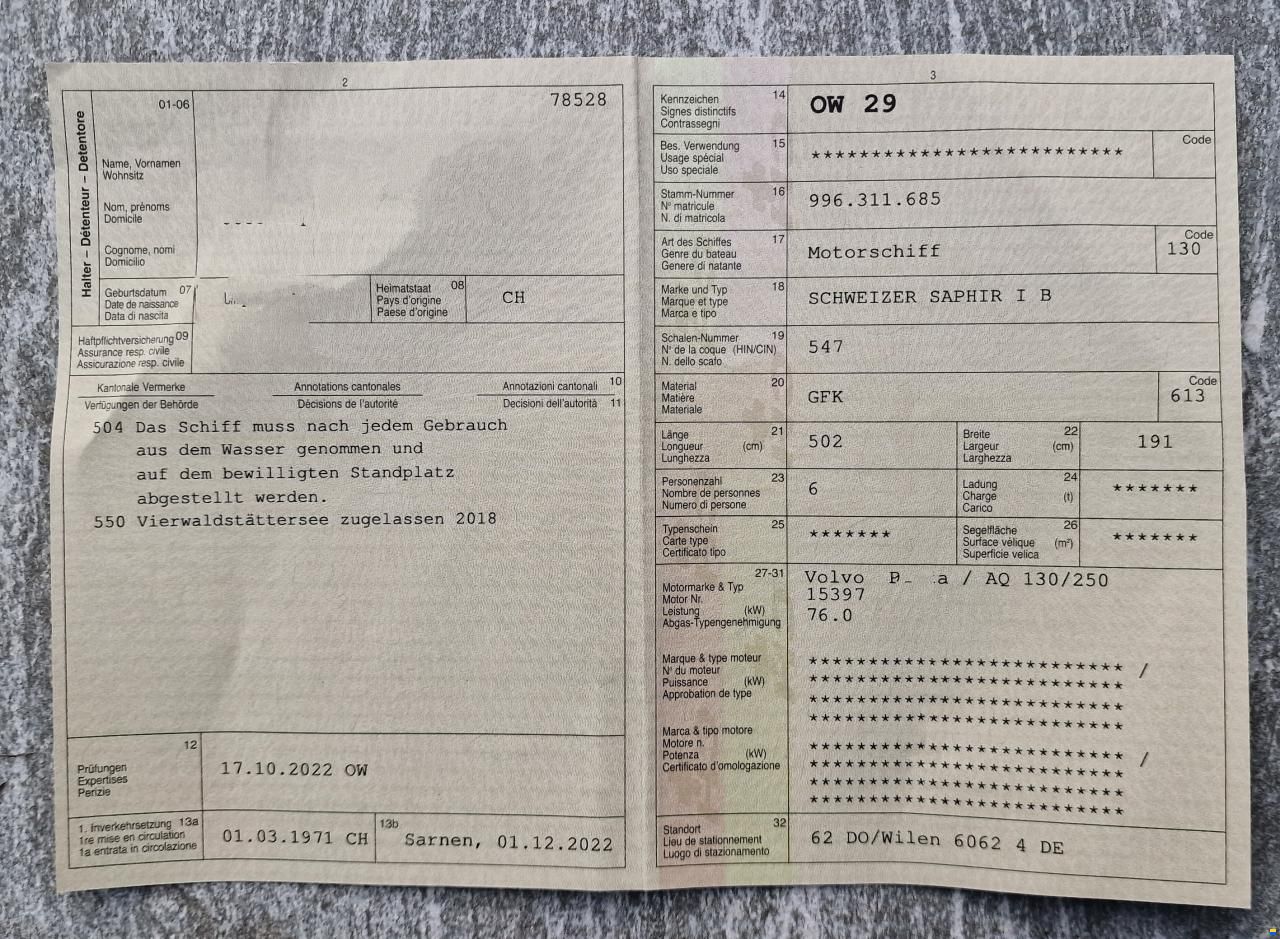 2
01-06
78528
Halter – Détenteur – Detentore
Name, Vornamen
Wohnsitz
Nom, prènoms
Domicile
Cognome, nomi
Domicilio
Geburtsdatum 07
Date de naissance
Data di nascita
Heimatstaat 08
Pays d'origine
Paese d'origine
CH
Haftpflichtversicherung 09
Assurance resp. civile
Assicurazione resp. civile
Kantonale Vermerke Annotations cantonales Annotazioni cantonali 10
Verfügungen der Behörde Décisions de l'autorité Decisioni dell'autorità 11
504 Das Schiff muss nach jedem Gebrauch
aus dem Wasser genommen und
auf dem bewilligten Standplatz
abgestellt werden.
550 Vierwaldstättersee zugelassen 2018
12
Prüfungen
Expertises
Perizie
17.10.2022 OW
1. Inverkehrsetzung 13a
1re mise en circulation
1a entrata in circolazione
01.03.1971 CH
13b
Sarnen, 01.12.2022
3
Kennzeichen 14
Signes distinctifs
Contrassegni
OW 29
Bes. Verwendung 15
Usage spécial
Uso speciale
**************************
Code
Stamm-Nummer 16
N° matricule
N. di matricola
996.311.685
Art des Schiffes 17
Genre du bateau
Genere di natante
Motorschiff
Code
130
Marke und Typ 18
Marque et type
Marca e tipo
SCHWEIZER SAPHIR I B
Schalen-Nummer 19
N° de la coque (HIN/CIN)
N. dello scafo
547
Material 20
Matière
Materiale
GFK
Code
613
Länge 21
Longueur (cm)
Lunghezza
502
Breite 22
Largeur (cm)
Larghezza
191
Personenzahl 23
Nombre de personnes
Numero di persone
6
Ladung 24
Charge (t)
Carico
*******
Typenschein 25
Carte type
Certificato tipo
*******
Segelfläche 26
Surface vélique (m²)
Superficie velica
*******
27-31
Motormarke & Typ
Motor Nr.
Leistung (kW)
Abgas-Typengenehmigung
Volvo / AQ 130/250
15397
76.0
Marque & type moteur
N° du moteur
Puissance (kW)
Approbation de type
************************** /
**************************
**************************
**************************
Marca & tipo motore
Motore n.
Potenza (kW)
Certificato d'omologazione
************************** /
**************************
**************************
**************************
Standort 32
Lieu de stationnement
Luogo di stazionamento
62 DO/Wilen 6062 4 DE